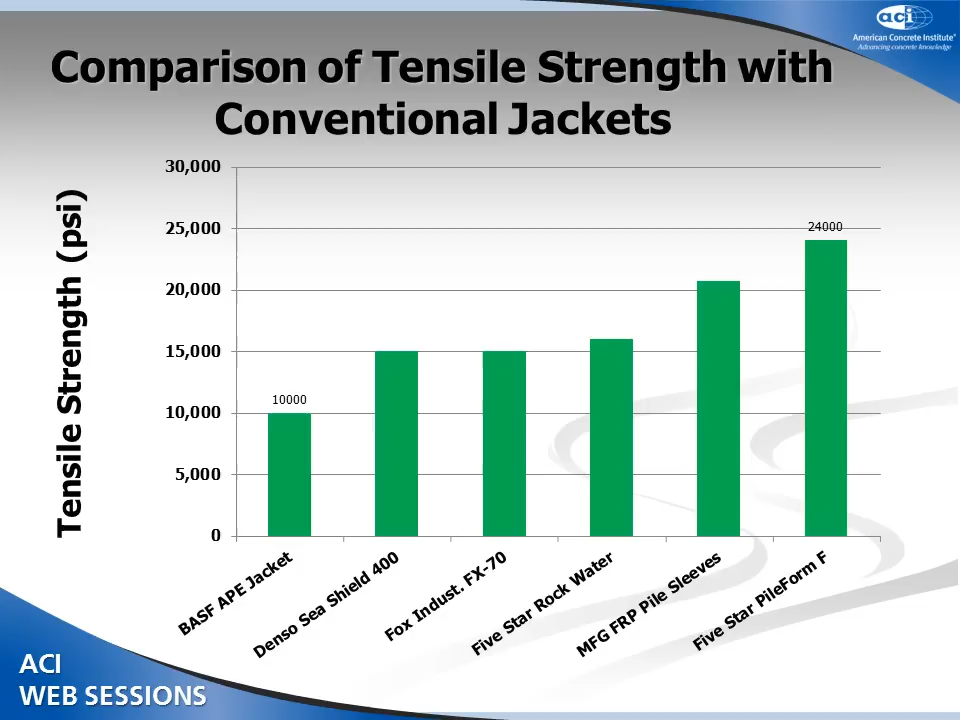 aci
American Concrete Institute®
Advancing concrete knowledge
Comparison of Tensile Strength with
Conventional Jackets
Tensile Strength (psi)
30,000
25,000
20,000
15,000
10,000
5,000
0
10000
24000
BASF APE Jacket
Denso Sea Shield 400
Fox Indust. FX-70
Five Star Rock Water
MFG FRP Pile Sleeves
Five Star PileForm F
ACI
WEB SESSIONS